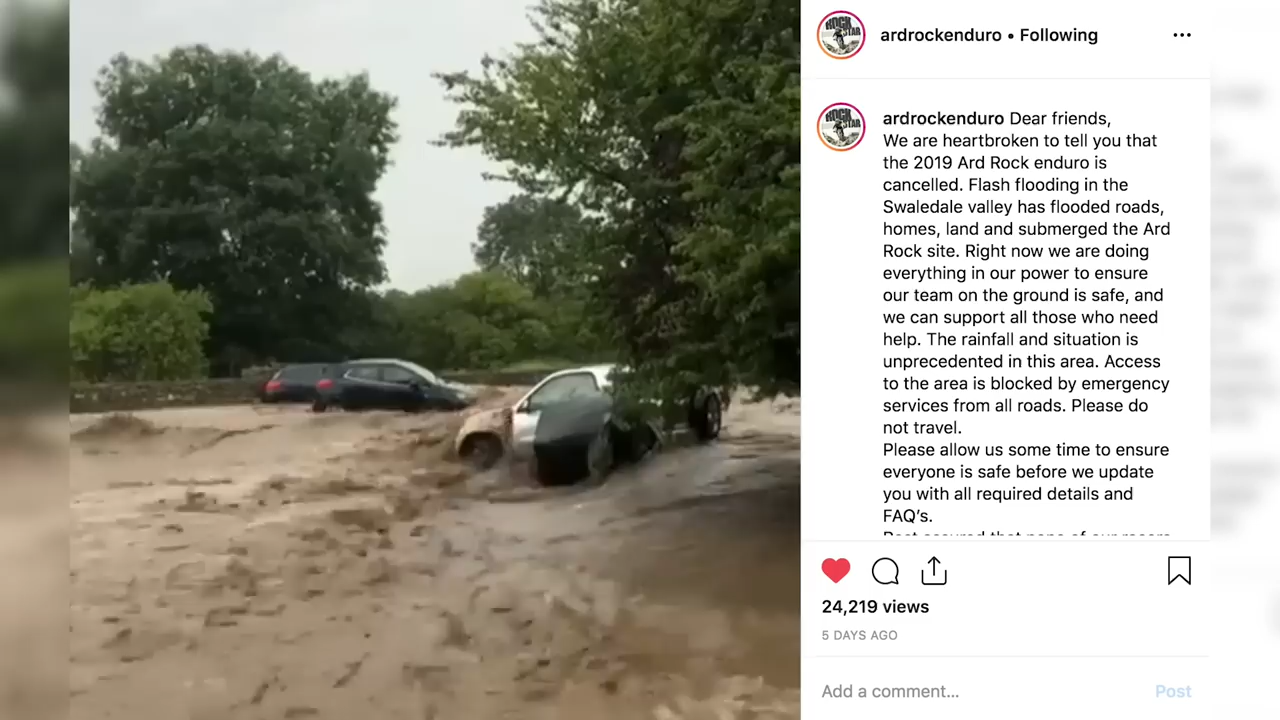 ROCK
STAR
ardrockenduro • Following
ROCK
STAR
ardrockenduro Dear friends,
We are heartbroken to tell you that
the 2019 Ard Rock enduro is
cancelled. Flash flooding in the
Swaledale valley has flooded roads,
homes, land and submerged the Ard
Rock site. Right now we are doing
everything in our power to ensure
our team on the ground is safe, and
we can support all those who need
help. The rainfall and situation is
unprecedented in this area. Access
to the area is blocked by emergency
services from all roads. Please do
not travel.
Please allow us some time to ensure
everyone is safe before we update
you with all required details and
FAQ's.
24,219 views
5 DAYS AGO
Add a comment...
Post